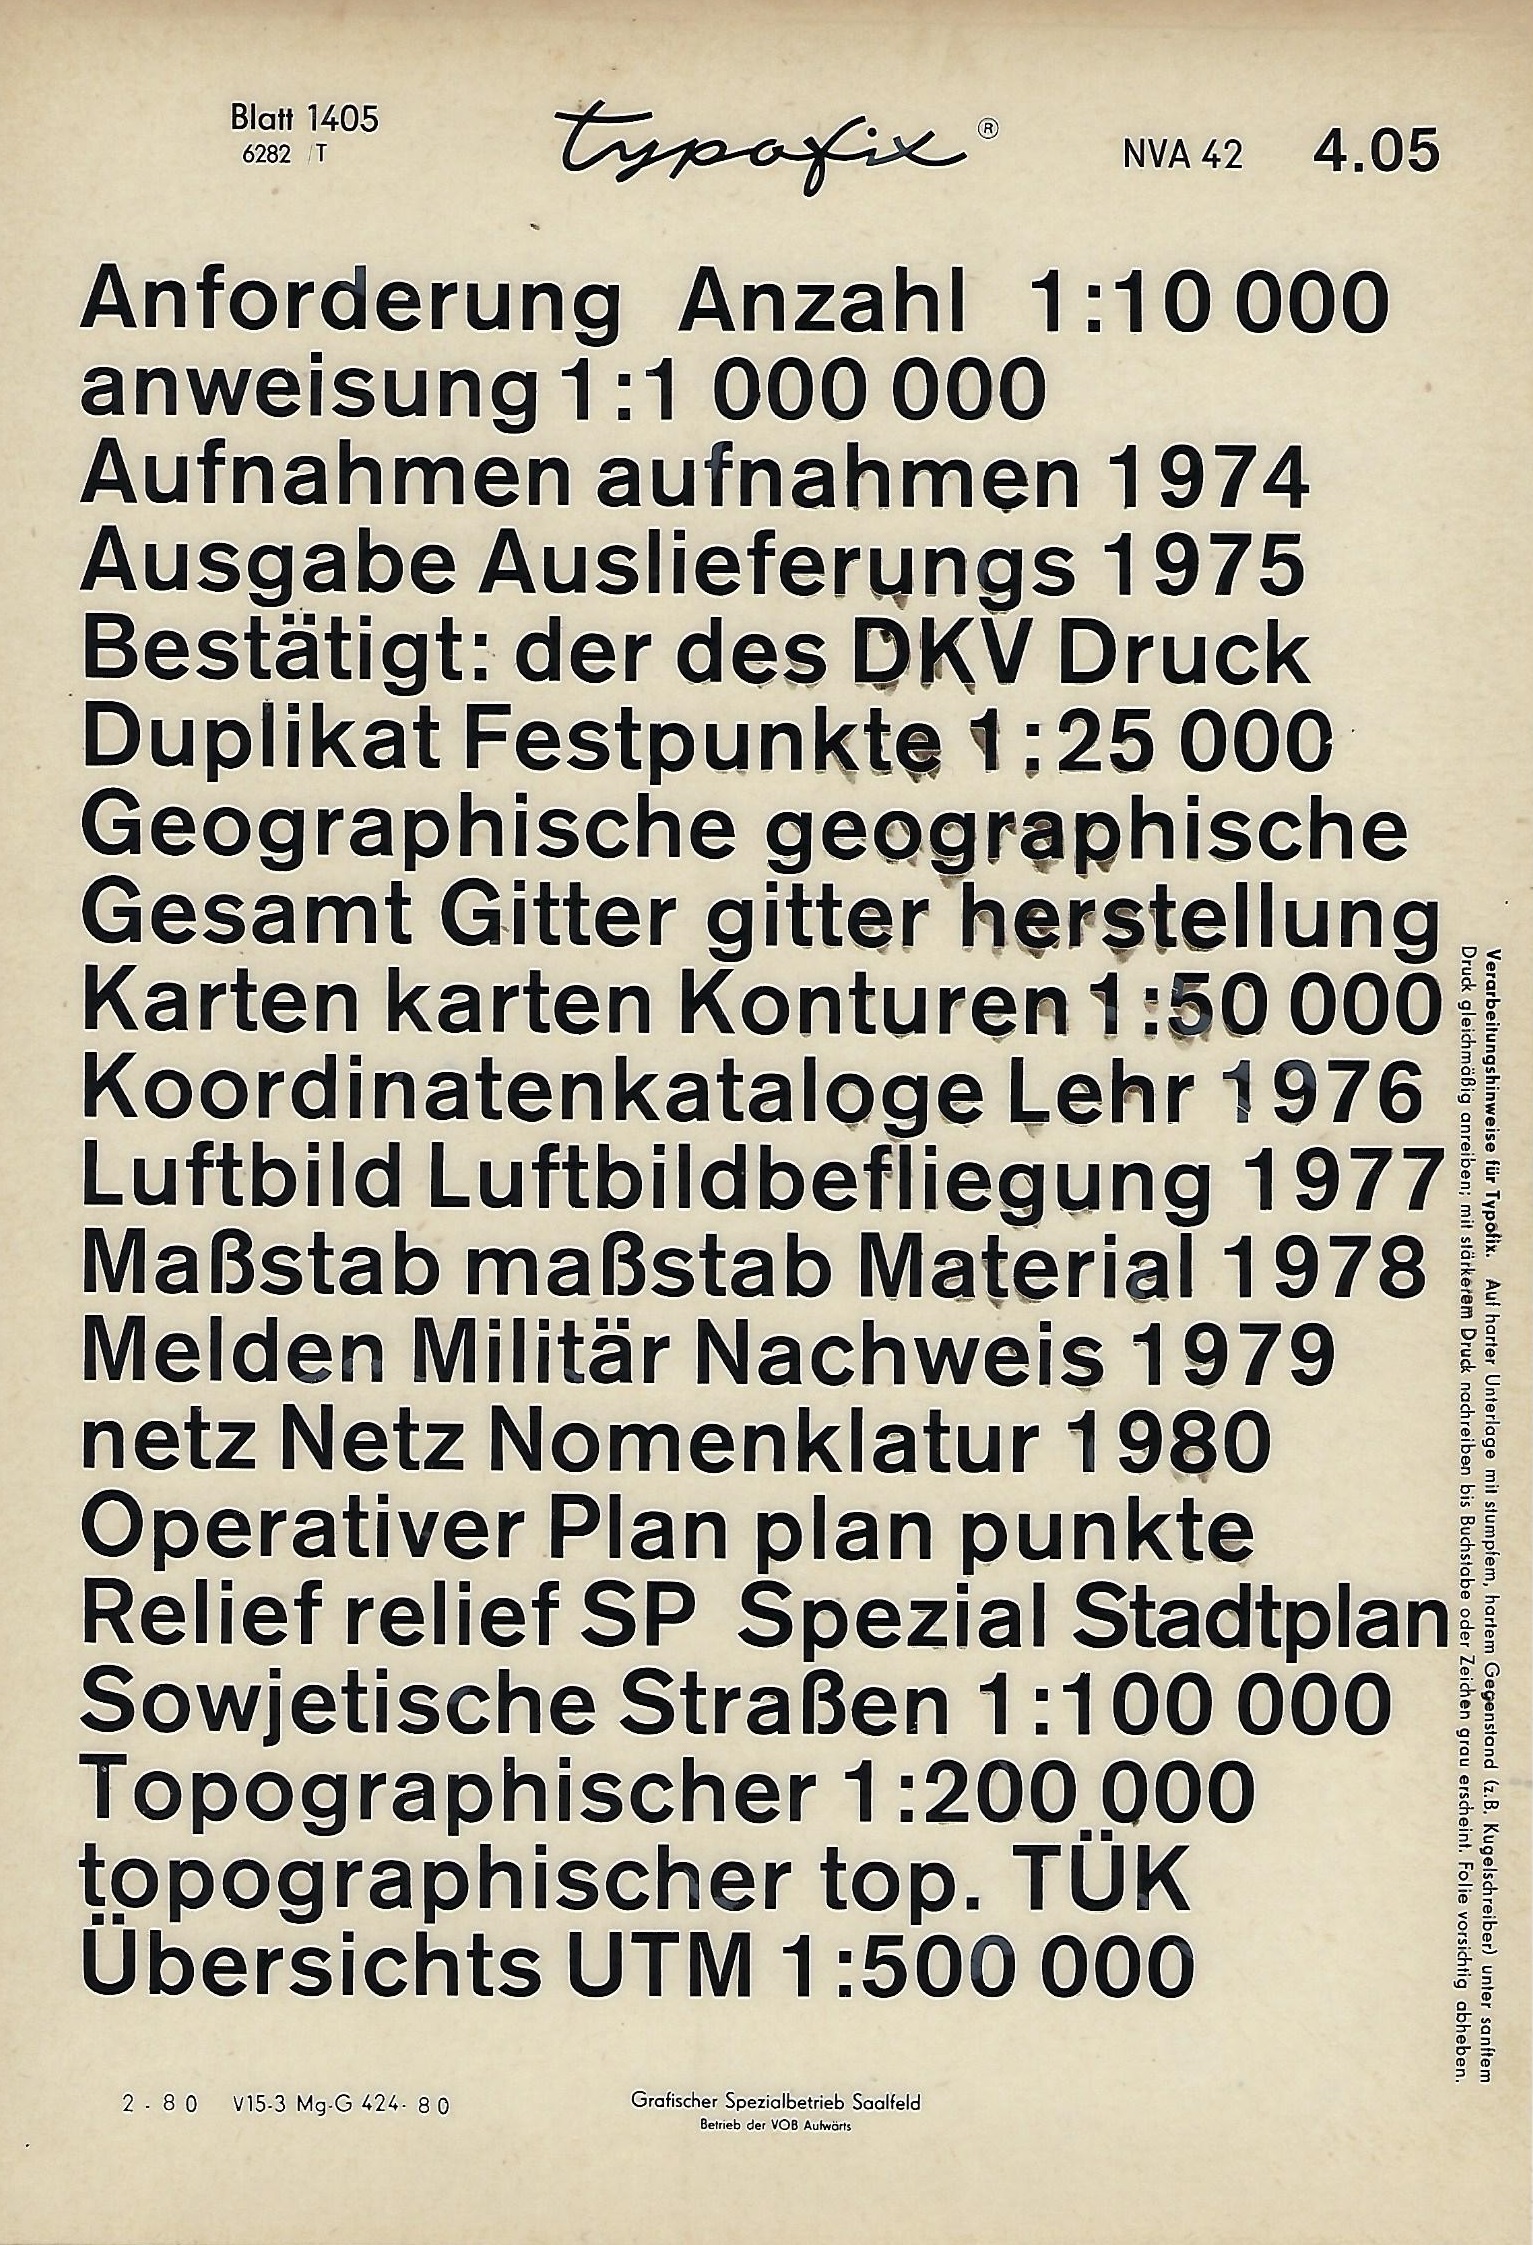 Blatt 1405
6282 /T
typofix ®
NVA 42 4.05
Anforderung Anzahl 1:10 000
anweisung 1:1 000 000
Aufnahmen aufnahmen 1974
Ausgabe Auslieferungs 1975
Bestätigt: der des DKV Druck
Duplikat Festpunkte 1:25 000
Geographische geographische
Gesamt Gitter gitter herstellung
Karten karten Konturen 1:50 000
Koordinatenkataloge Lehr 1976
Luftbild Luftbildbefliegung 1977
Maßstab maßstab Material 1978
Melden Militär Nachweis 1979
netz Netz Nomenklatur 1980
Operativer Plan plan punkte
Relief relief SP Spezial Stadtplan
Sowjetische Straßen 1:100 000
Topographischer 1:200 000
topographischer top. TÜK
Übersichts UTM 1:500 000
Verarbeitungshinweise für Typofix. Auf harter Unterlage mit stumpfem, hartem Gegenstand (z.B. Kugelschreiber) unter sanftem
Druck gleichmäßig anreiben; mit stärkerem Druck nachreiben bis Buchstabe oder Zeichen grau erscheint. Folie vorsichtig abheben.
2 - 80 V15-3 Mg-G 424- 80
Grafischer Spezialbetrieb Saalfeld
Betrieb der VOB Aufwärts